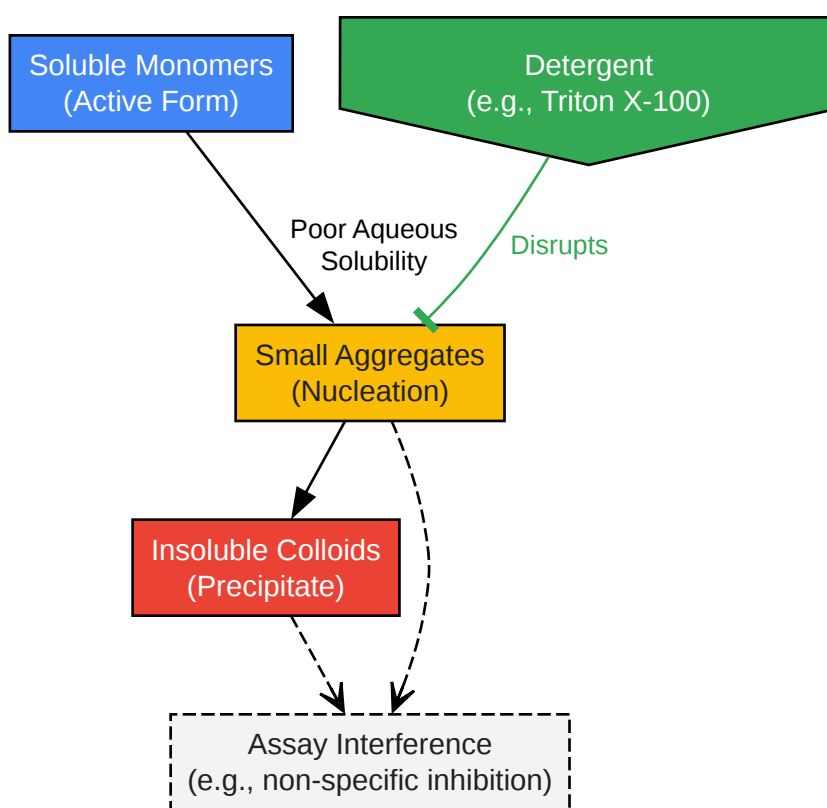 Soluble Monomers
(Active Form)
Detergent
(e.g., Triton X-100)
Poor Aqueous
Solubility
Disrupts
Small Aggregates
(Nucleation)
Insoluble Colloids
(Precipitate)
Assay Interference
(e.g., non-specific inhibition)